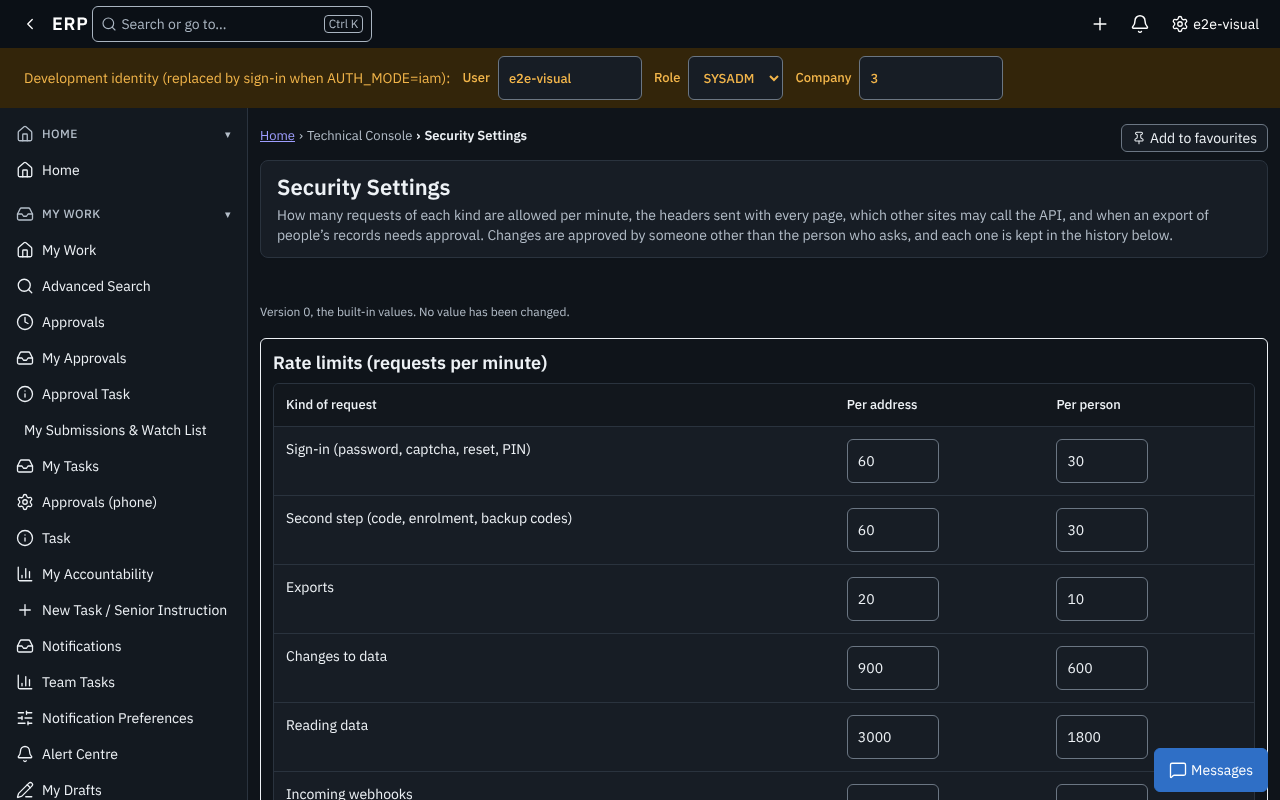 ERP
Search or go to...
Ctrl K
e2e-visual
Development identity (replaced by sign-in when AUTH_MODE=iam):
User
e2e-visual
Role
SYSADM
Company
3
HOME
Home
MY WORK
My Work
Advanced Search
Approvals
My Approvals
Approval Task
My Submissions & Watch List
My Tasks
Approvals (phone)
Task
My Accountability
New Task / Senior Instruction
Notifications
Team Tasks
Notification Preferences
Alert Centre
My Drafts
Home › Technical Console › Security Settings
Add to favourites
Security Settings
How many requests of each kind are allowed per minute, the headers sent with every page, which other sites may call the API, and when an export of
people's records needs approval. Changes are approved by someone other than the person who asks, and each one is kept in the history below.
Version 0, the built-in values. No value has been changed.
Rate limits (requests per minute)
Kind of request Per address Per person
Sign-in (password, captcha, reset, PIN) 60 30
Second step (code, enrolment, backup codes) 60 30
Exports 20 10
Changes to data 900 600
Reading data 3000 1800
Incoming webhooks
Messages